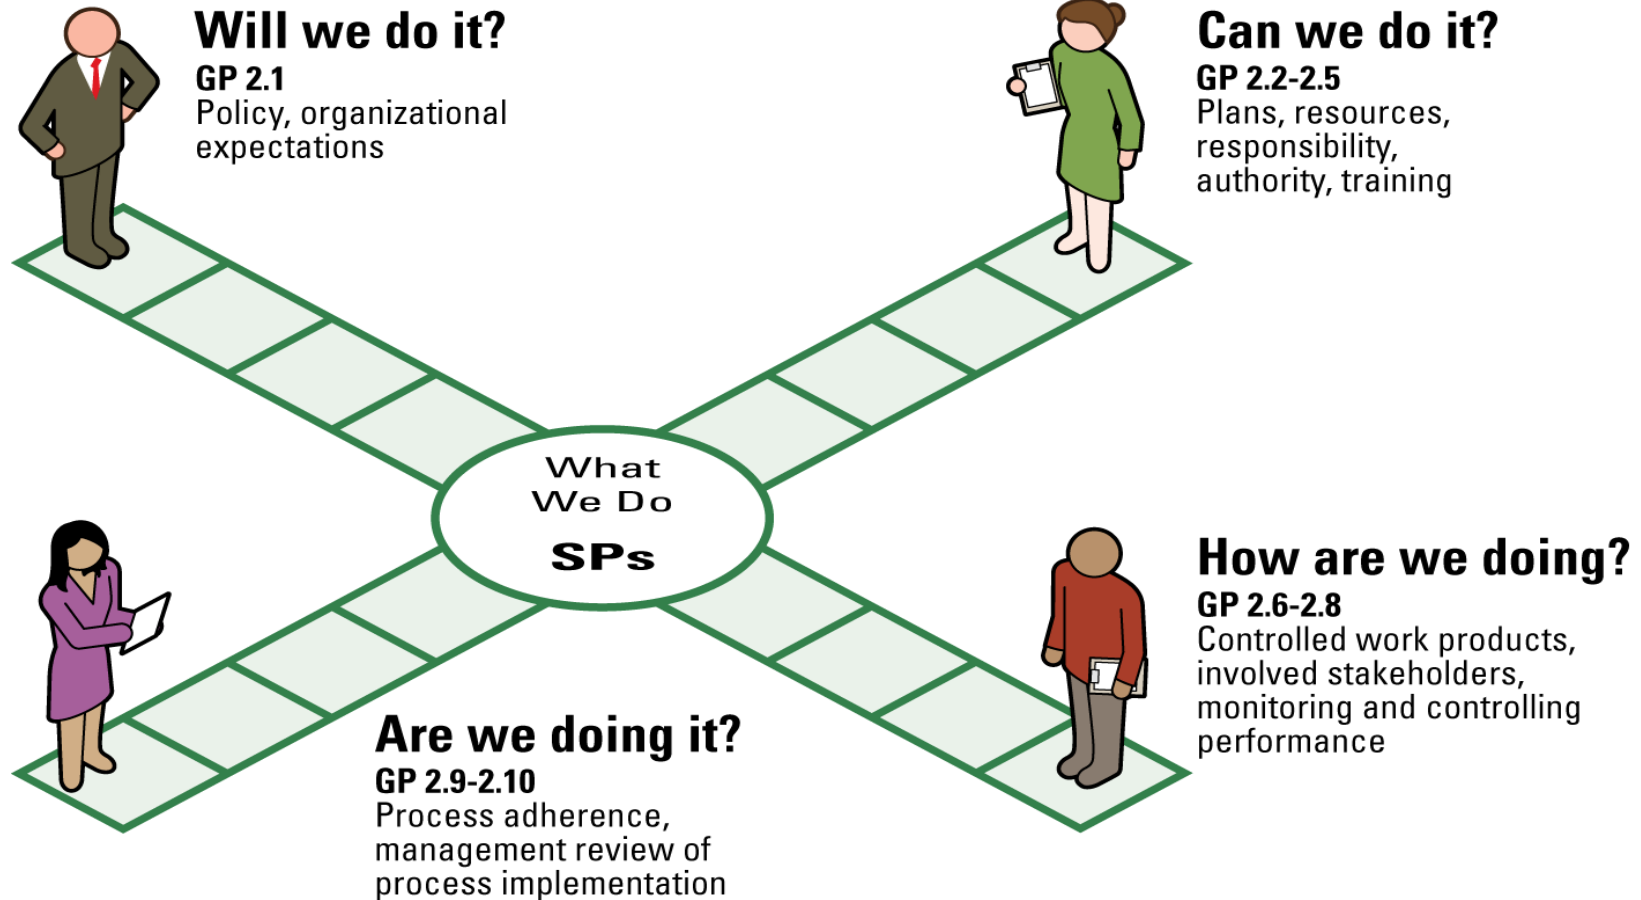 Will we do it?
GP 2.1
Policy, organizational
expectations
Can we do it?
GP 2.2-2.5
Plans, resources,
responsibility,
authority, training
What
We Do
SPs
Are we doing it?
GP 2.9-2.10
Process adherence,
management review of
process implementation
How are we doing?
GP 2.6-2.8
Controlled work products,
involved stakeholders,
monitoring and controlling
performance